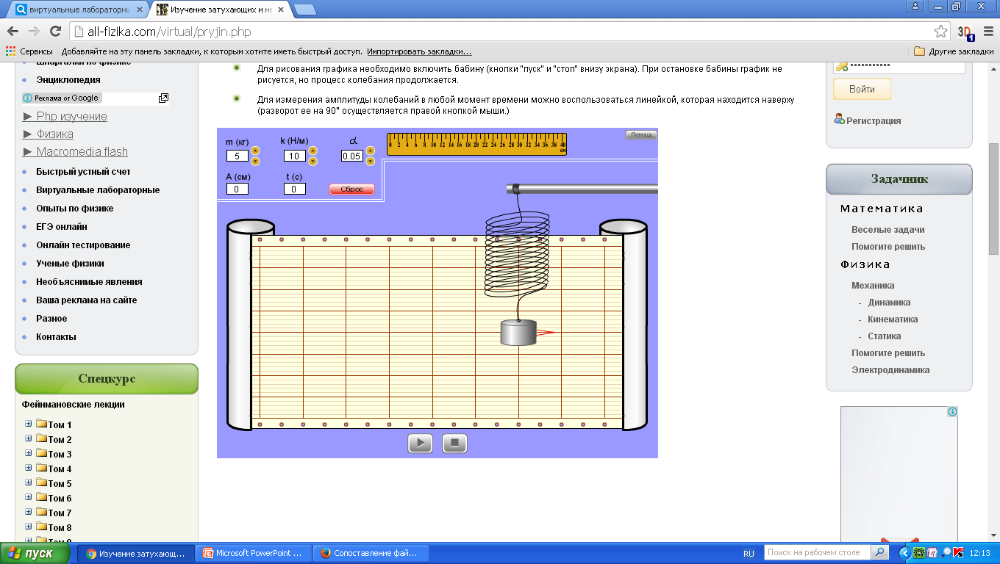 виртуальные лабораторнь
Изучение затухающих и не
all-fizika.com/virtual/pryjin.php
3D
1
Сервисы
Добавляйте на эту панель закладки, к которым хотите иметь быстрый доступ.
Импортировать закладки...
Другие закладки
Шпаргалки по физике
Энциклопедия
Реклама от Google
► Php изучение
► Физика
► Macromedia flash
Быстрый устный счет
Виртуальные лабораторные
Опыты по физике
ЕГЭ онлайн
Онлайн тестирование
Ученые физики
Необъяснимые явления
Ваша реклама на сайте
Разное
Контакты
Спецкурс
Фейнмановские лекции
Том 1
Том 2
Том 3
Том 4
Том 5
Том 6
Том 7
Том 8
Для рисования графика необходимо включить бабину (кнопки "пуск" и "стоп" внизу экрана). При остановке бабины график не
рисуется, но процесс колебания продолжается.
Для измерения амплитуды колебаний в любой момент времени можно воспользоваться линейкой, которая находится наверху
(разворот ее на 90° осуществляется правой кнопкой мыши.)
m (кг)
k (Н/м)
α
5
10
0.05
A (см)
t (с)
0
0
Сброс
0 2 4 6 8 10 12 14 16 18 20 22 24 26 28 30 32 34 36 38 40
см
Помощь
Войти
Регистрация
Задачник
Математика
Веселые задачи
Помогите решить
Физика
Механика
- Динамика
- Кинематика
- Статика
Помогите решить
Электродинамика
пуск
Изучение затухающ...
Microsoft PowerPoint ...
Сопоставление фай...
RU
Поиск на рабочем столе
12:13